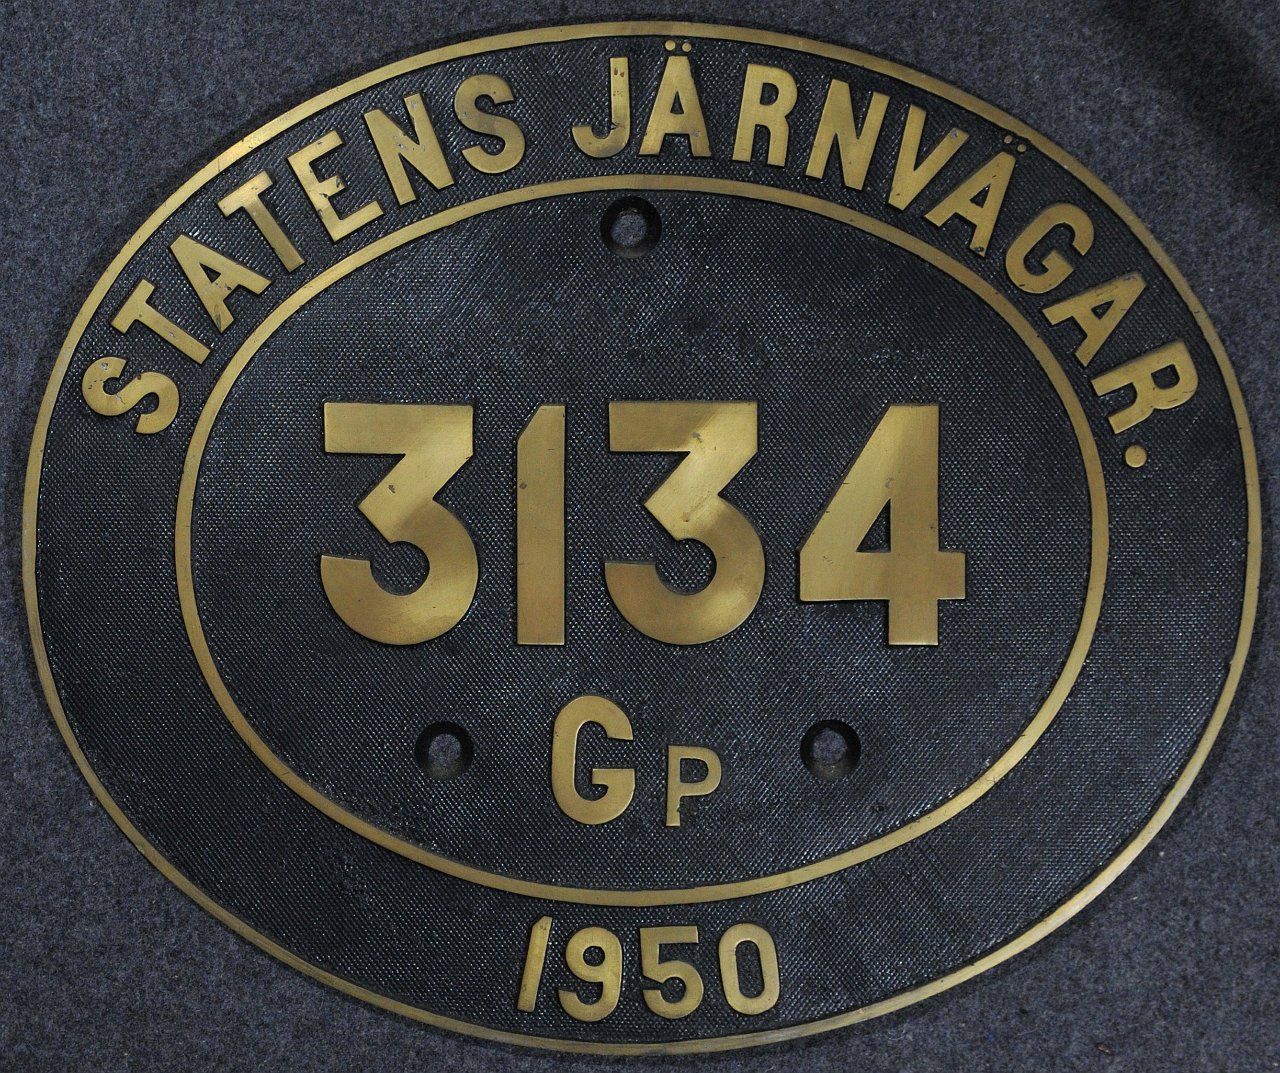 STATENS JÄRNVÄGAR.
3134
Gp
1950